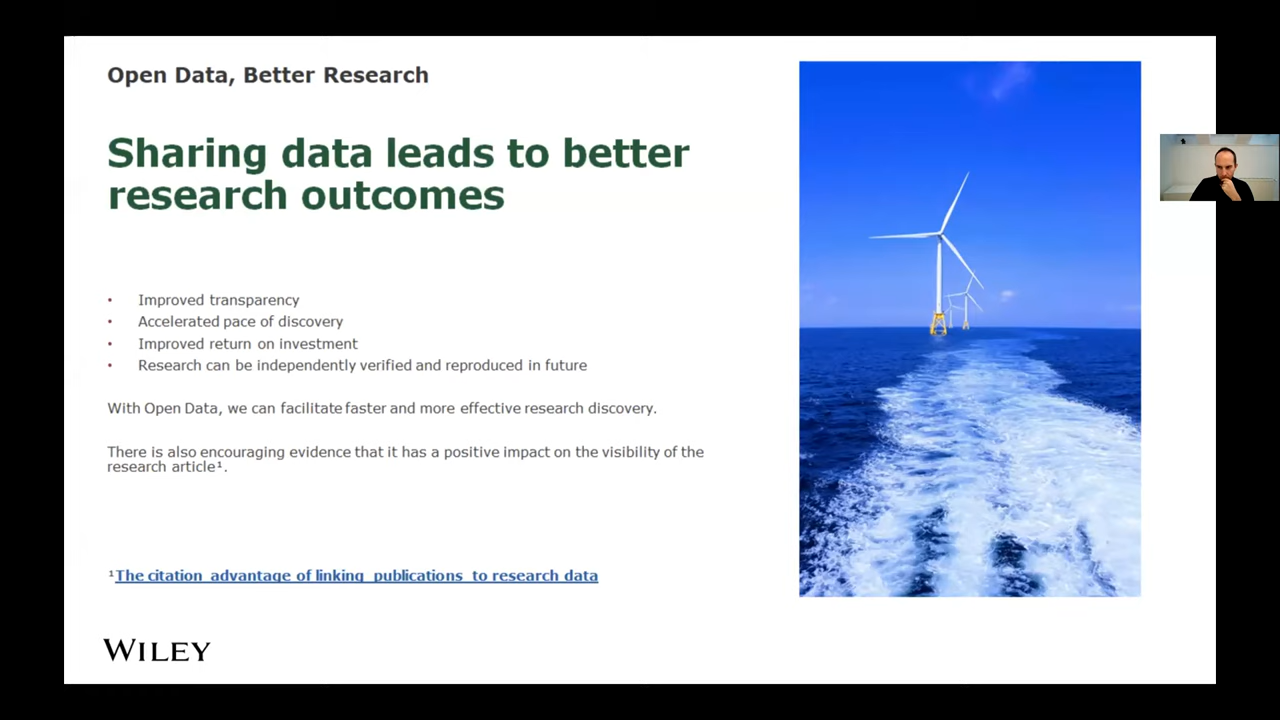 Open Data, Better Research
Sharing data leads to better
research outcomes
• Improved transparency
• Accelerated pace of discovery
• Improved return on investment
• Research can be independently verified and reproduced in future
With Open Data, we can facilitate faster and more effective research discovery.
There is also encouraging evidence that it has a positive impact on the visibility of the
research article¹.
¹The citation advantage of linking publications to research data
WILEY